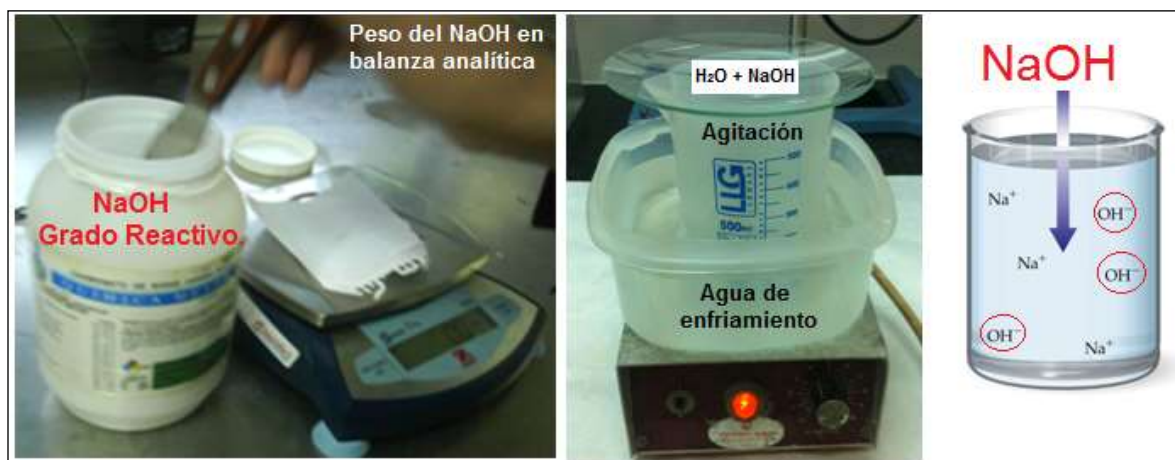 Peso del NaOH en
balanza analítica
NaOH
Grado Reactivo.
H₂O + NaOH
Agitación
LLG
500ml
Agua de
enfriamiento
NaOH
Na⁺
OH⁻
Na⁺
OH⁻
OH⁻
Na⁺